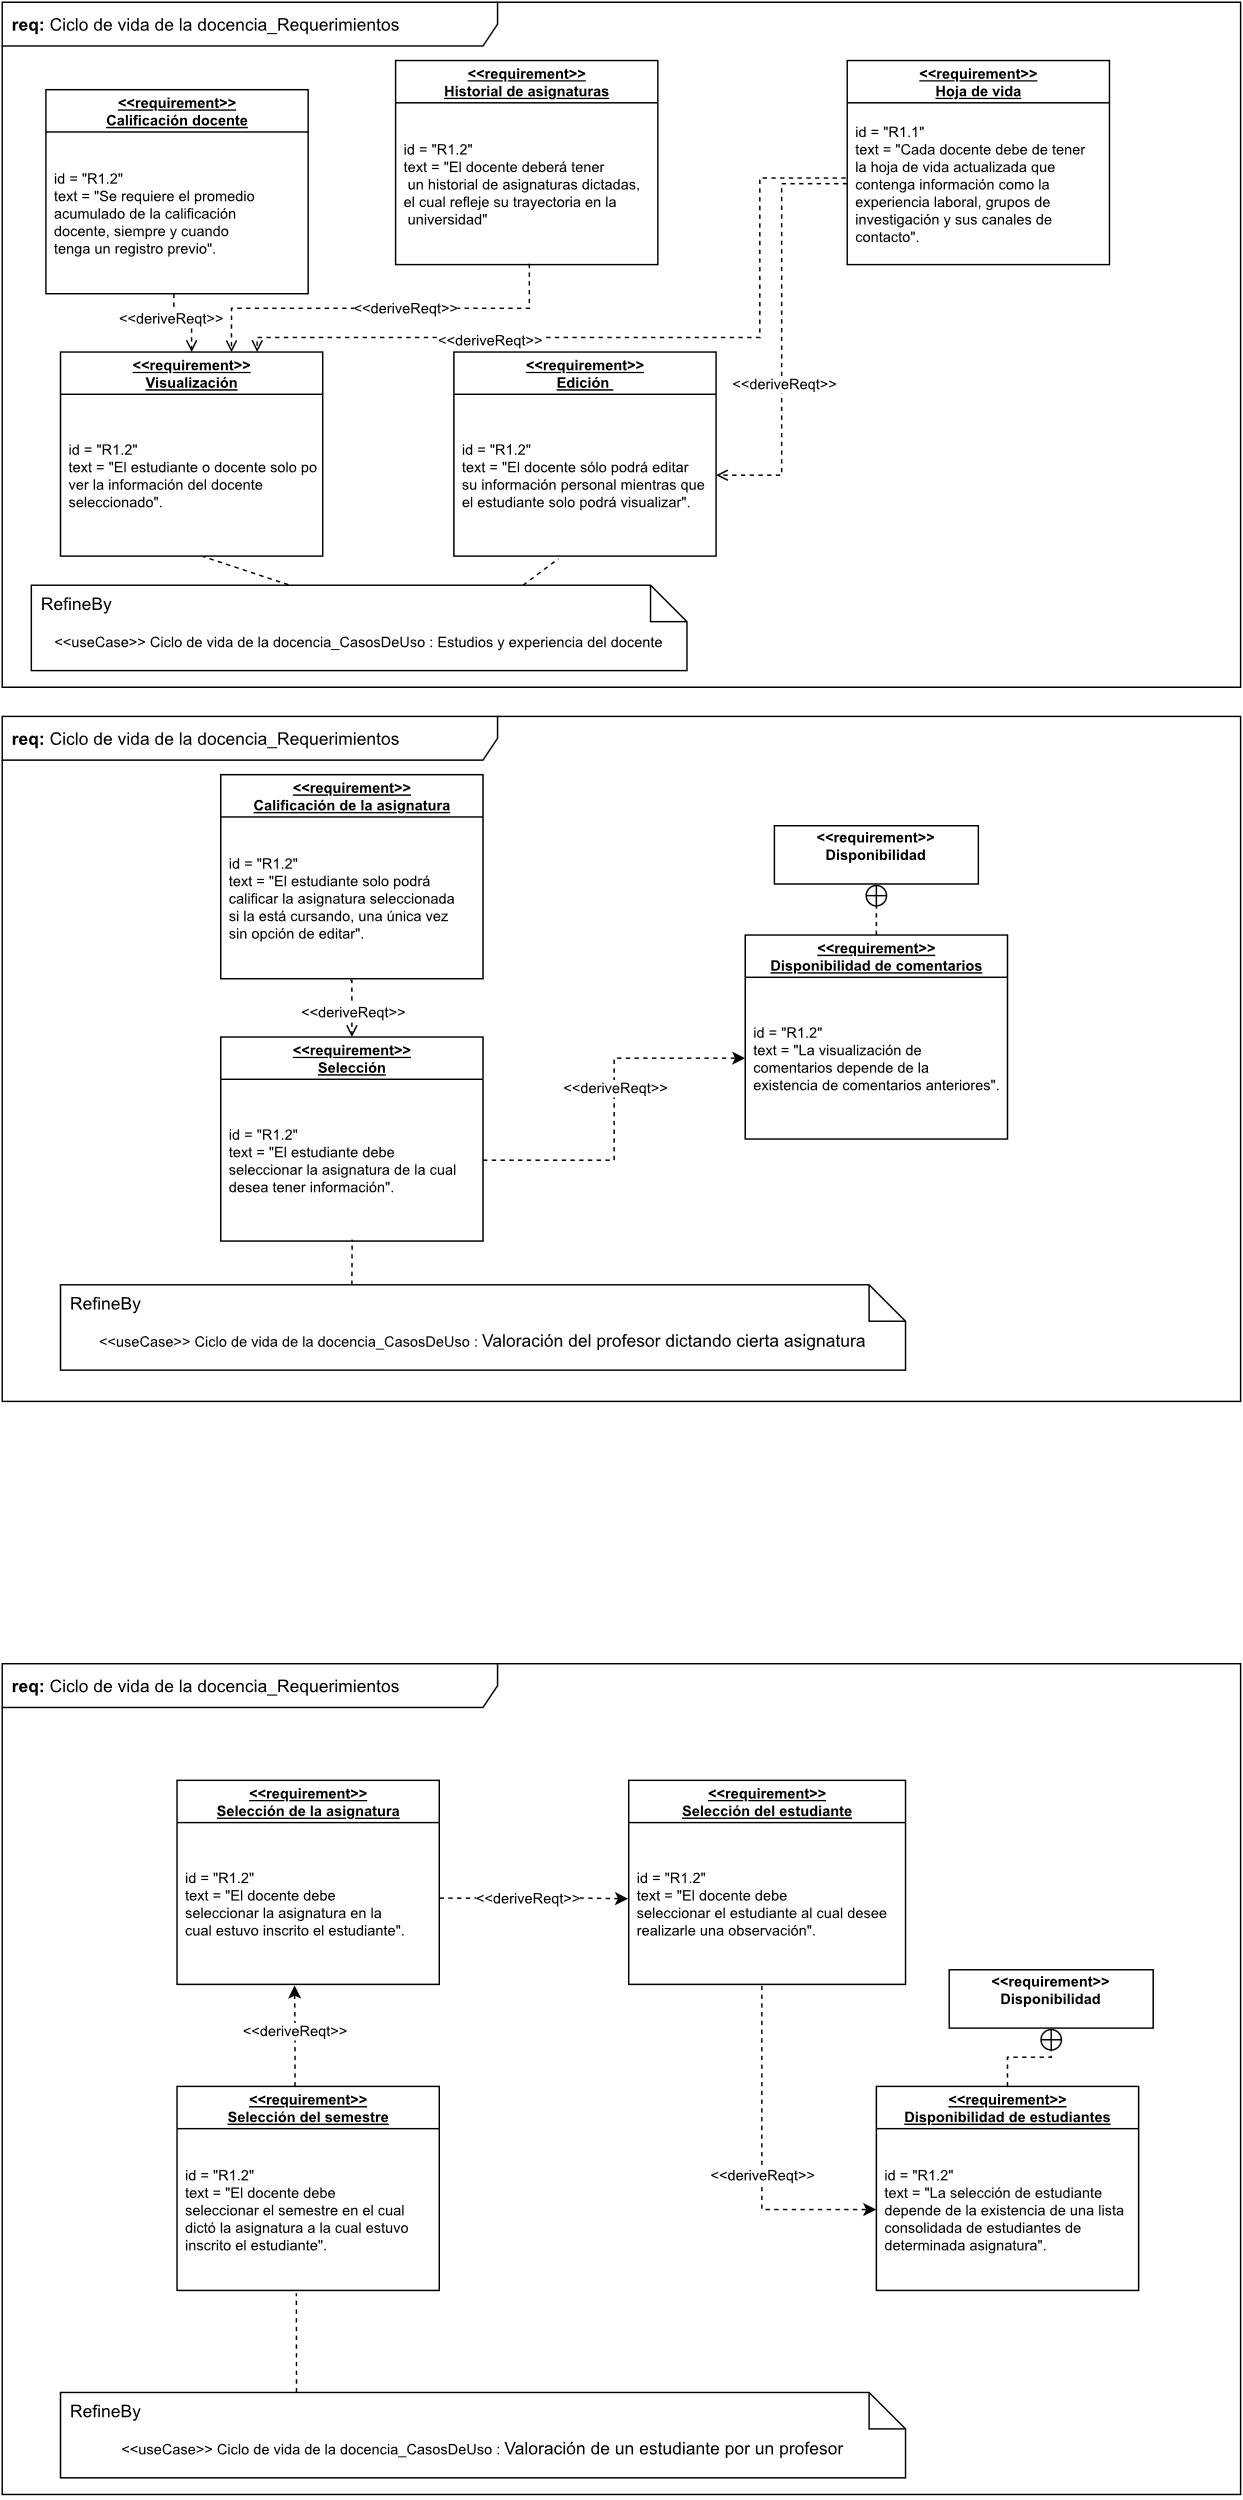 req: Ciclo de vida de la docencia_Requerimientos
<<requirement>>
Calificación docente
id = "R1.2"
text = "Se requiere el promedio
acumulado de la calificación
docente, siempre y cuando
tenga un registro previo".
<<requirement>>
Historial de asignaturas
id = "R1.2"
text = "El docente deberá tener
un historial de asignaturas dictadas,
el cual refleje su trayectoria en la
universidad"
<<requirement>>
Hoja de vida
id = "R1.1"
text = "Cada docente debe de tener
la hoja de vida actualizada que
contenga información como la
experiencia laboral, grupos de
investigación y sus canales de
contacto".
<<deriveReqt>>
<<deriveReqt>>
<<deriveReqt>>
<<deriveReqt>>
<<requirement>>
Visualización
id = "R1.2"
text = "El estudiante o docente solo po
ver la información del docente
seleccionado".
<<requirement>>
Edición
id = "R1.2"
text = "El docente sólo podrá editar
su información personal mientras que
el estudiante solo podrá visualizar".
RefineBy
<<useCase>> Ciclo de vida de la docencia_CasosDeUso : Estudios y experiencia del docente
req: Ciclo de vida de la docencia_Requerimientos
<<requirement>>
Calificación de la asignatura
id = "R1.2"
text = "El estudiante solo podrá
calificar la asignatura seleccionada
si la está cursando, una única vez
sin opción de editar".
<<requirement>>
Disponibilidad
<<requirement>>
Disponibilidad de comentarios
id = "R1.2"
text = "La visualización de
comentarios depende de la
existencia de comentarios anteriores".
<<deriveReqt>>
<<requirement>>
Selección
id = "R1.2"
text = "El estudiante debe
seleccionar la asignatura de la cual
desea tener información".
<<deriveReqt>>
RefineBy
<<useCase>> Ciclo de vida de la docencia_CasosDeUso : Valoración del profesor dictando cierta asignatura
req: Ciclo de vida de la docencia_Requerimientos
<<requirement>>
Selección de la asignatura
id = "R1.2"
text = "El docente debe
seleccionar la asignatura en la
cual estuvo inscrito el estudiante".
<<deriveReqt>>
<<requirement>>
Selección del estudiante
id = "R1.2"
text = "El docente debe
seleccionar el estudiante al cual desee
realizarle una observación".
<<requirement>>
Disponibilidad
<<deriveReqt>>
<<requirement>>
Selección del semestre
id = "R1.2"
text = "El docente debe
seleccionar el semestre en el cual
dictó la asignatura a la cual estuvo
inscrito el estudiante".
<<deriveReqt>>
<<requirement>>
Disponibilidad de estudiantes
id = "R1.2"
text = "La selección de estudiante
depende de la existencia de una lista
consolidada de estudiantes de
determinada asignatura".
RefineBy
<<useCase>> Ciclo de vida de la docencia_CasosDeUso : Valoración de un estudiante por un profesor